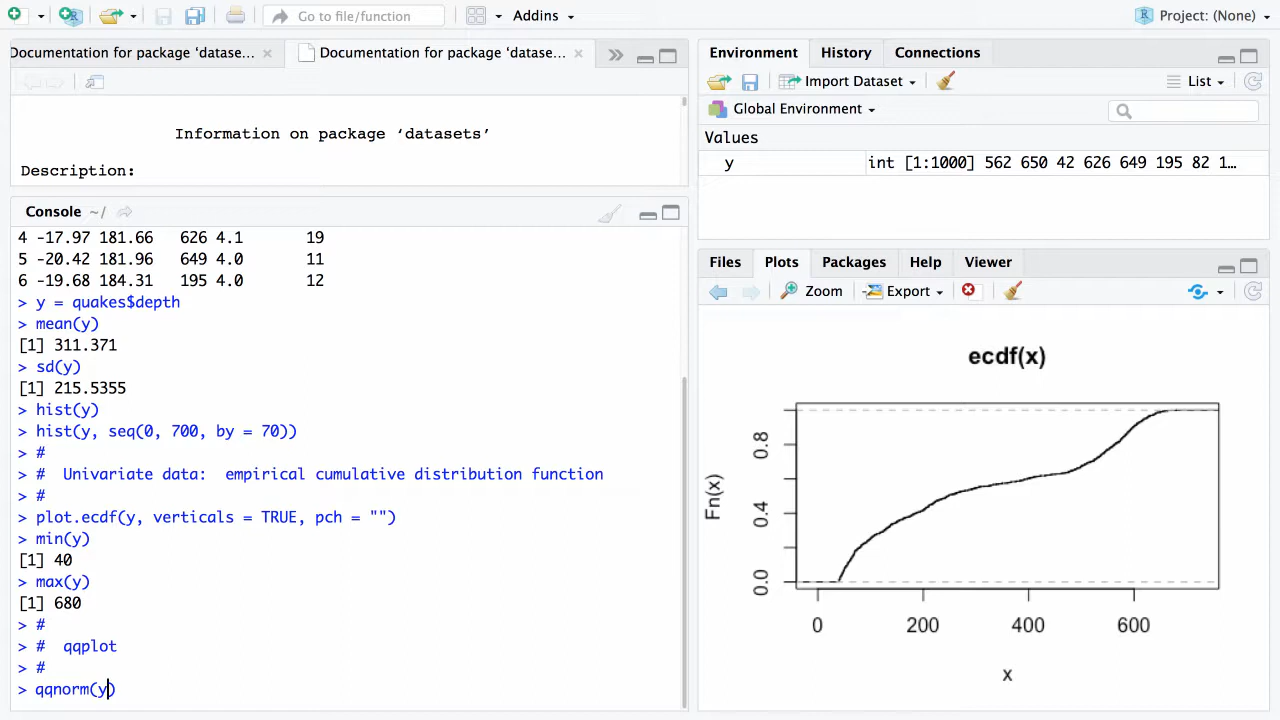 Go to file/function
Addins
Project: (None)
Documentation for package ‘datase...
Documentation for package ‘datase...
Information on package ‘datasets’
Description:
Console ~/
4 -17.97 181.66 626 4.1 19
5 -20.42 181.96 649 4.0 11
6 -19.68 184.31 195 4.0 12
> y = quakes$depth
> mean(y)
[1] 311.371
> sd(y)
[1] 215.5355
> hist(y)
> hist(y, seq(0, 700, by = 70))
> #
> # Univariate data: empirical cumulative distribution function
> #
> plot.ecdf(y, verticals = TRUE, pch = "")
> min(y)
[1] 40
> max(y)
[1] 680
> #
> # qqplot
> #
> qqnorm(y)
Environment History Connections
Import Dataset
List
Global Environment
Values
y int [1:1000] 562 650 42 626 649 195 82 1…
Files Plots Packages Help Viewer
Zoom Export
ecdf(x)
Fn(x)
0.8
0.4
0.0
0 200 400 600
x